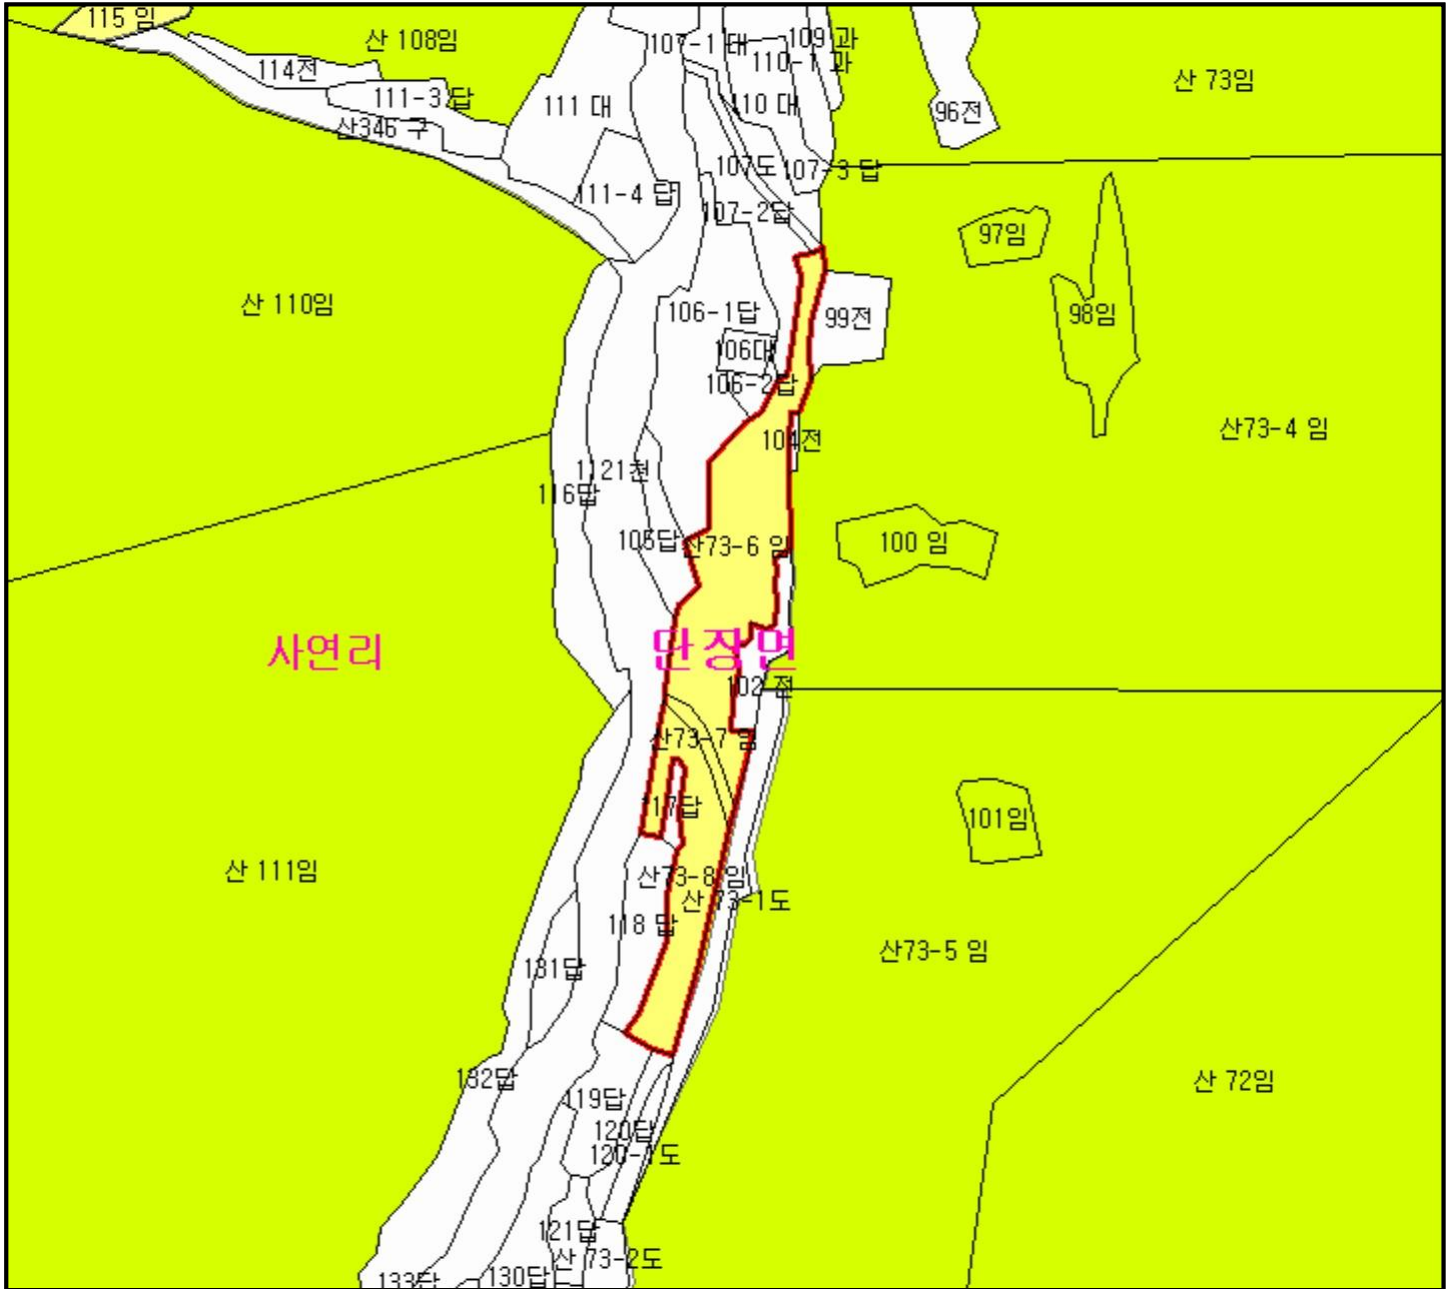 115 임
산 108임
107-1 대
109 과
110-1 과
산 73임
114전
111-3 답
111 대
110 대
96전
산346 구
107도
107-3 답
111-4 답
107-2답
97임
산 110임
106-1답
99전
98임
106대
106-2답
104전
산73-4 임
1121천
116답
105답
산73-6 임
100 임
사연리
단장면
102 전
산73-7 임
117답
101임
산 111임
산73-8 임
산 73-1도
118 답
산73-5 임
131답
132답
119답
산 72임
120답
120-1도
121답
산 73-2도
133답
130답